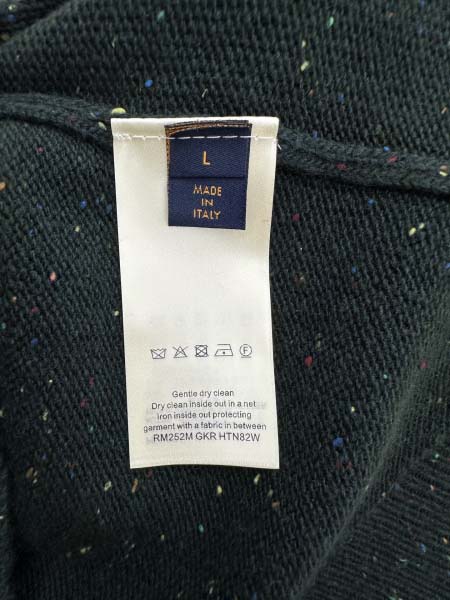 L
MADE
IN
ITALY
F
Gentle dry clean
Dry clean inside out in a net
Iron inside out protecting
garment with a fabric in between
RM252M GKR HTN82W